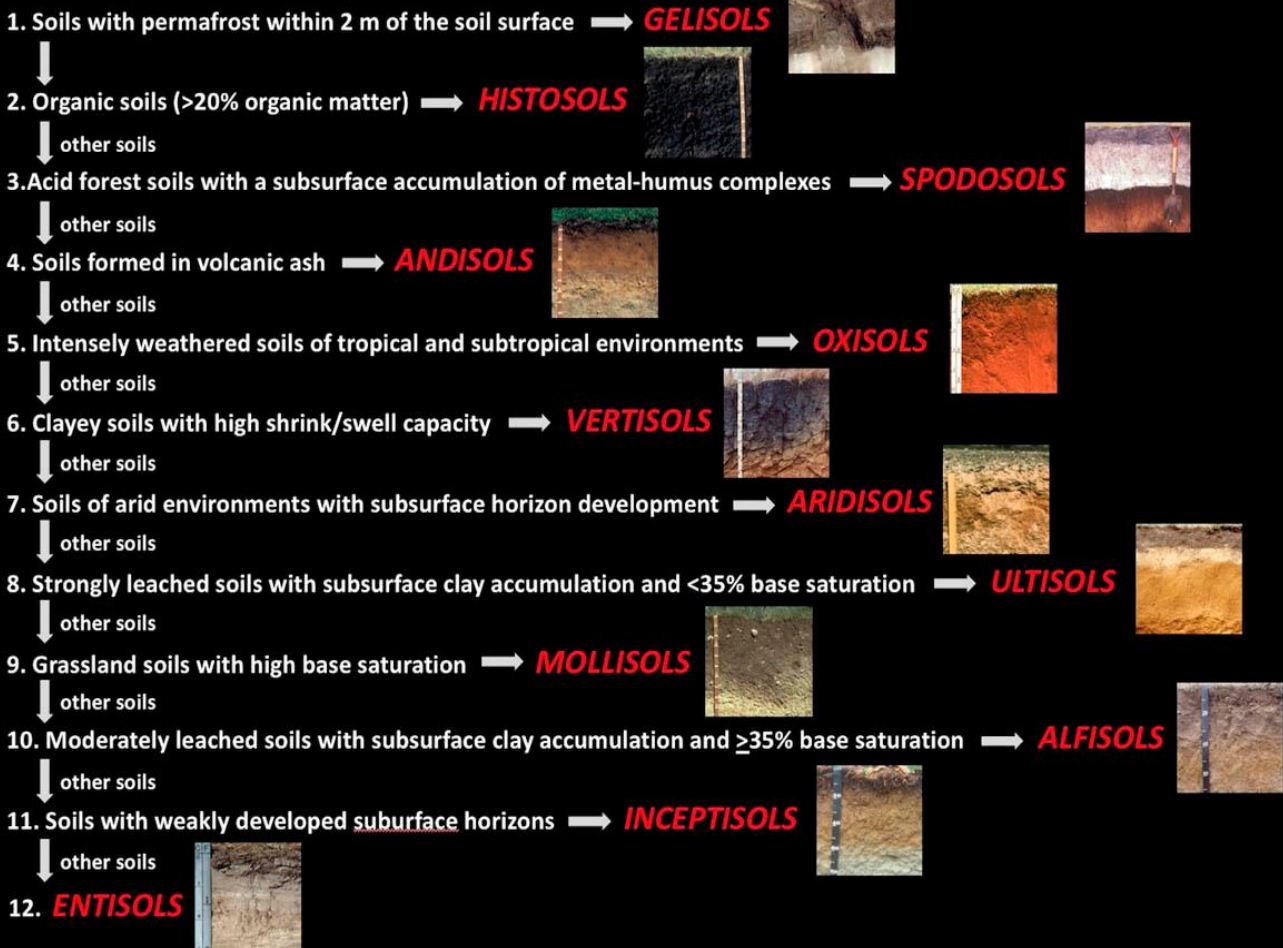 1. Soils with permafrost within 2 m of the soil surface GELISOLS
2. Organic soils (>20% organic matter) HISTOSOLS
other soils
3.Acid forest soils with a subsurface accumulation of metal-humus complexes SPODOSOLS
other soils
4. Soils formed in volcanic ash ANDISOLS
other soils
5. Intensely weathered soils of tropical and subtropical environments OXISOLS
other soils
6. Clayey soils with high shrink/swell capacity VERTISOLS
other soils
7. Soils of arid environments with subsurface horizon development ARIDISOLS
other soils
8. Strongly leached soils with subsurface clay accumulation and <35% base saturation ULTISOLS
other soils
9. Grassland soils with high base saturation MOLLISOLS
other soils
10. Moderately leached soils with subsurface clay accumulation and ≥35% base saturation ALFISOLS
other soils
11. Soils with weakly developed suburface horizons INCEPTISOLS
other soils
12. ENTISOLS